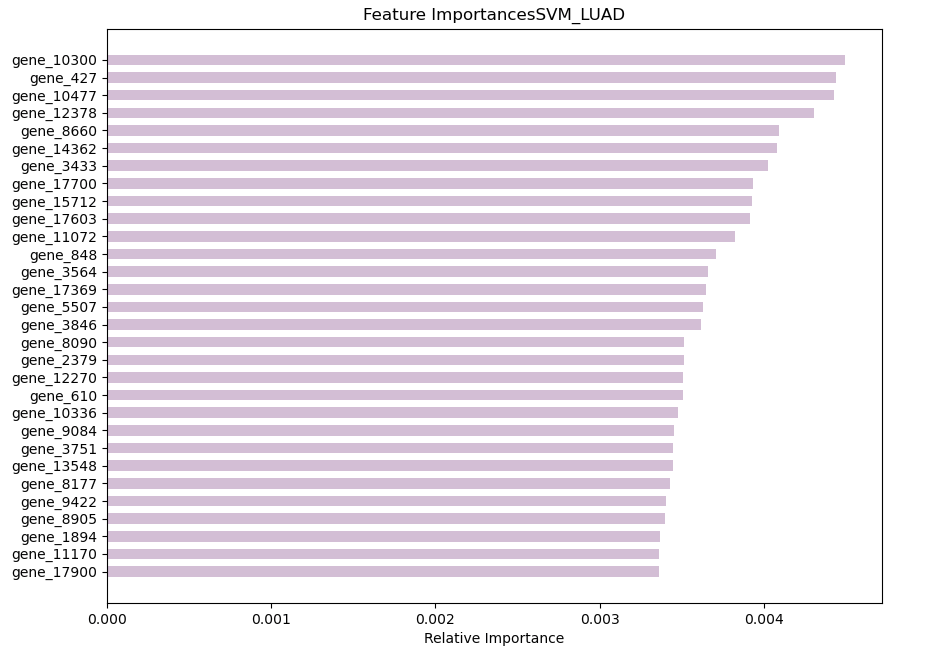 Feature ImportancesSVM_LUAD
gene_10300
gene_427
gene_10477
gene_12378
gene_8660
gene_14362
gene_3433
gene_17700
gene_15712
gene_17603
gene_11072
gene_848
gene_3564
gene_17369
gene_5507
gene_3846
gene_8090
gene_2379
gene_12270
gene_610
gene_10336
gene_9084
gene_3751
gene_13548
gene_8177
gene_9422
gene_8905
gene_1894
gene_11170
gene_17900
0.000 0.001 0.002 0.003 0.004
Relative Importance